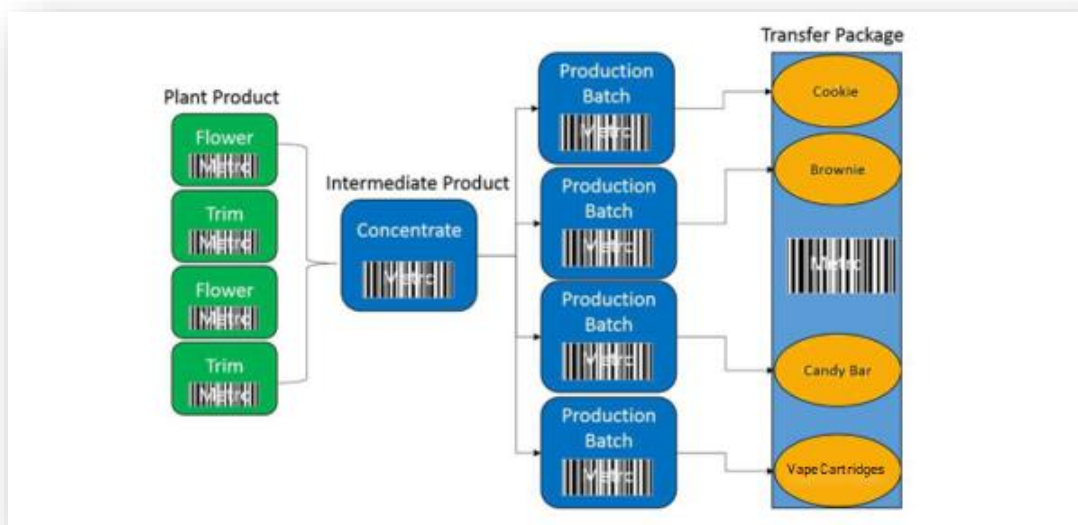 Plant Product
Flower
Metrc
Trim
Metrc
Flower
Metrc
Trim
Metrc
Intermediate Product
Concentrate
Metrc
Production
Batch
Metrc
Production
Batch
Metrc
Production
Batch
Metrc
Production
Batch
Metrc
Transfer Package
Cookie
Brownie
Metrc
Candy Bar
Vape Cartridges